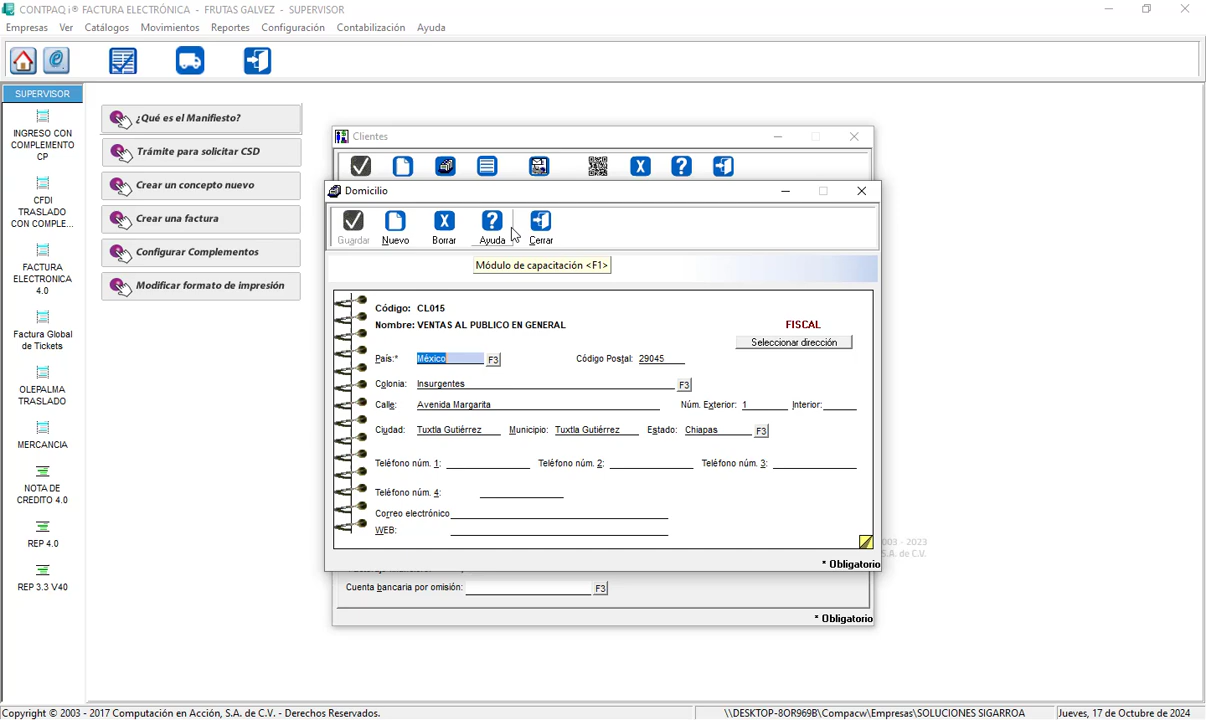 CONTPAQ i® FACTURA ELECTRÓNICA - FRUTAS GALVEZ - SUPERVISOR
Empresas Ver Catálogos Movimientos Reportes Configuración Contabilización Ayuda
SUPERVISOR
INGRESO CON
COMPLEMENTO
CP
CFDI
TRASLADO
CON COMPLE...
FACTURA
ELECTRONICA
4.0
Factura Global
de Tickets
OLEPALMA
TRASLADO
MERCANCIA
NOTA DE
CREDITO 4.0
REP 4.0
REP 3.3 V40
¿Qué es el Manifiesto?
Trámite para solicitar CSD
Crear un concepto nuevo
Crear una factura
Configurar Complementos
Modificar formato de impresión
Clientes
Domicilio
Guardar Nuevo Borrar Ayuda Cerrar
Módulo de capacitación <F1>
Código: CL015
Nombre: VENTAS AL PUBLICO EN GENERAL
FISCAL
Seleccionar dirección
País:* México F3 Código Postal: 29045
Colonia: Insurgentes F3
Calle: Avenida Margarita Núm. Exterior: 1 Interior:
Ciudad: Tuxtla Gutiérrez Municipio: Tuxtla Gutiérrez Estado: Chiapas F3
Teléfono núm. 1: Teléfono núm. 2: Teléfono núm. 3:
Teléfono núm. 4:
Correo electrónico
WEB:
* Obligatorio
Cuenta bancaria por omisión: F3
* Obligatorio
003 - 2023
S.A. de C.V.
Copyright © 2003 - 2017 Computación en Acción, S.A. de C.V. - Derechos Reservados.
\\DESKTOP-8OR969B\Compacw\Empresas\SOLUCIONES SIGARROA
Jueves, 17 de Octubre de 2024